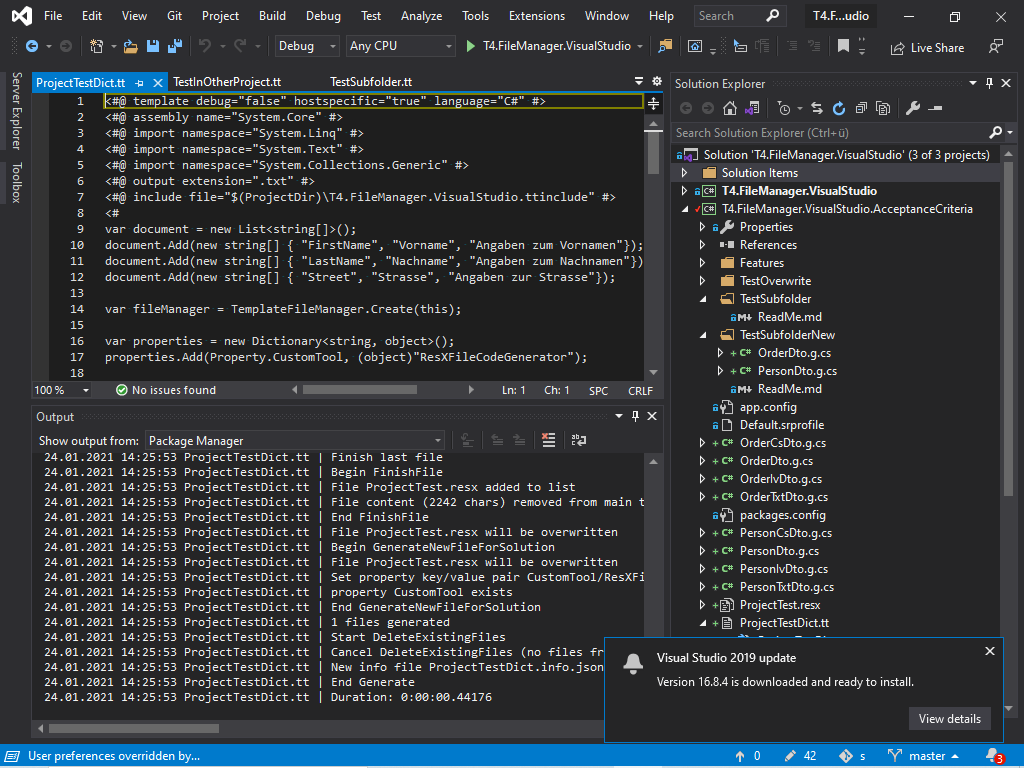 File Edit View Git Project Build Debug Test Analyze Tools Extensions Window Help Search T4.F...udio
Debug Any CPU T4.FileManager.VisualStudio Live Share
Server Explorer
Toolbox
ProjectTestDict.tt TestInOtherProject.tt TestSubfolder.tt
1 <#@ template debug="false" hostspecific="true" language="C#" #>
2 <#@ assembly name="System.Core" #>
3 <#@ import namespace="System.Linq" #>
4 <#@ import namespace="System.Text" #>
5 <#@ import namespace="System.Collections.Generic" #>
6 <#@ output extension=".txt" #>
7 <#@ include file="$(ProjectDir)\T4.FileManager.VisualStudio.ttinclude" #>
8 <#
9 var document = new List<string[]>();
10 document.Add(new string[] { "FirstName", "Vorname", "Angaben zum Vornamen"});
11 document.Add(new string[] { "LastName", "Nachname", "Angaben zum Nachnamen"})
12 document.Add(new string[] { "Street", "Strasse", "Angaben zur Strasse"});
13
14 var fileManager = TemplateFileManager.Create(this);
15
16 var properties = new Dictionary<string, object>();
17 properties.Add(Property.CustomTool, (object)"ResXFileCodeGenerator");
18
100 % No issues found Ln: 1 Ch: 1 SPC CRLF
Output
Show output from: Package Manager
24.01.2021 14:25:53 ProjectTestDict.tt | Finish last file
24.01.2021 14:25:53 ProjectTestDict.tt | Begin FinishFile
24.01.2021 14:25:53 ProjectTestDict.tt | File ProjectTest.resx added to list
24.01.2021 14:25:53 ProjectTestDict.tt | File content (2242 chars) removed from main t
24.01.2021 14:25:53 ProjectTestDict.tt | End FinishFile
24.01.2021 14:25:53 ProjectTestDict.tt | File ProjectTest.resx will be overwritten
24.01.2021 14:25:53 ProjectTestDict.tt | Begin GenerateNewFileForSolution
24.01.2021 14:25:53 ProjectTestDict.tt | File ProjectTest.resx will be overwritten
24.01.2021 14:25:53 ProjectTestDict.tt | Set property key/value pair CustomTool/ResXFi
24.01.2021 14:25:53 ProjectTestDict.tt | property CustomTool exists
24.01.2021 14:25:53 ProjectTestDict.tt | End GenerateNewFileForSolution
24.01.2021 14:25:53 ProjectTestDict.tt | 1 files generated
24.01.2021 14:25:53 ProjectTestDict.tt | Start DeleteExistingFiles
24.01.2021 14:25:53 ProjectTestDict.tt | Cancel DeleteExistingFiles (no files fr
24.01.2021 14:25:53 ProjectTestDict.tt | New info file ProjectTestDict.info.json
24.01.2021 14:25:53 ProjectTestDict.tt | End Generate
24.01.2021 14:25:53 ProjectTestDict.tt | Duration: 0:00:00.44176
Solution Explorer
Search Solution Explorer (Ctrl+ü)
Solution 'T4.FileManager.VisualStudio' (3 of 3 projects)
Solution Items
C# T4.FileManager.VisualStudio
C# T4.FileManager.VisualStudio.AcceptanceCriteria
Properties
References
Features
TestOverwrite
TestSubfolder
M ReadMe.md
TestSubfolderNew
+ C# OrderDto.g.cs
+ C# PersonDto.g.cs
M ReadMe.md
app.config
Default.srprofile
+ C# OrderCsDto.g.cs
+ C# OrderDto.g.cs
+ C# OrderIvDto.g.cs
+ C# OrderTxtDto.g.cs
packages.config
+ C# PersonCsDto.g.cs
+ C# PersonDto.g.cs
+ C# PersonIvDto.g.cs
+ C# PersonTxtDto.g.cs
+ ProjectTest.resx
+ ProjectTestDict.tt
Visual Studio 2019 update
Version 16.8.4 is downloaded and ready to install.
View details
User preferences overridden by... 0 42 s master 3